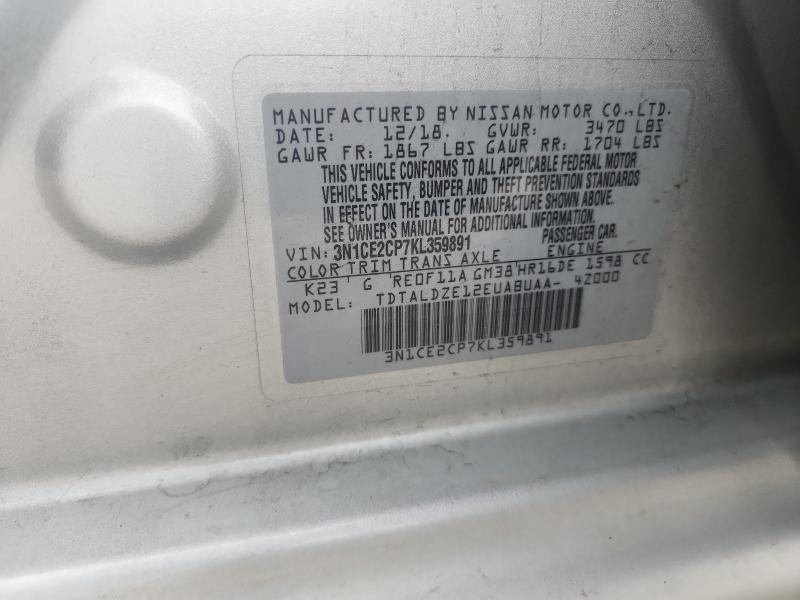 MANUFACTURED BY NISSAN MOTOR CO., LTD.
DATE: 12/18. GVWR: 3470 LBS
GAWR FR: 1867 LBS GAWR RR: 1704 LBS
THIS VEHICLE CONFORMS TO ALL APPLICABLE FEDERAL MOTOR
VEHICLE SAFETY, BUMPER AND THEFT PREVENTION STANDARDS
IN EFFECT ON THE DATE OF MANUFACTURE SHOWN ABOVE.
SEE OWNER'S MANUAL FOR ADDITIONAL INFORMATION.
VIN: 3N1CE2CP7KL359891 PASSENGER CAR.
COLOR TRIM TRANS AXLE ENGINE
K23 G RE0F11A GM38 HR16DE 1598 CC
MODEL: TDTALDZE12EUABUAA- 4Z000
3N1CE2CP7KL359891